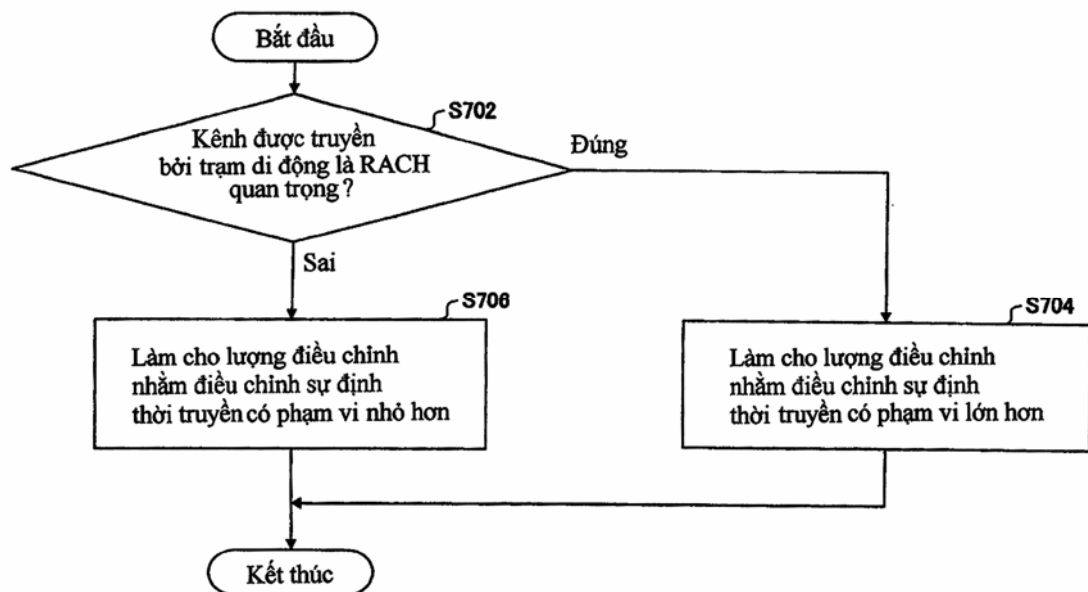 Bắt đầu
S702
Kênh được truyền
bởi trạm di động là RACH
quan trọng ?
Đúng
Sai
S706
Làm cho lượng điều chỉnh
nhằm điều chỉnh sự định
thời truyền có phạm vi nhỏ hơn
S704
Làm cho lượng điều chỉnh
nhằm điều chỉnh sự định
thời truyền có phạm vi lớn hơn
Kết thúc